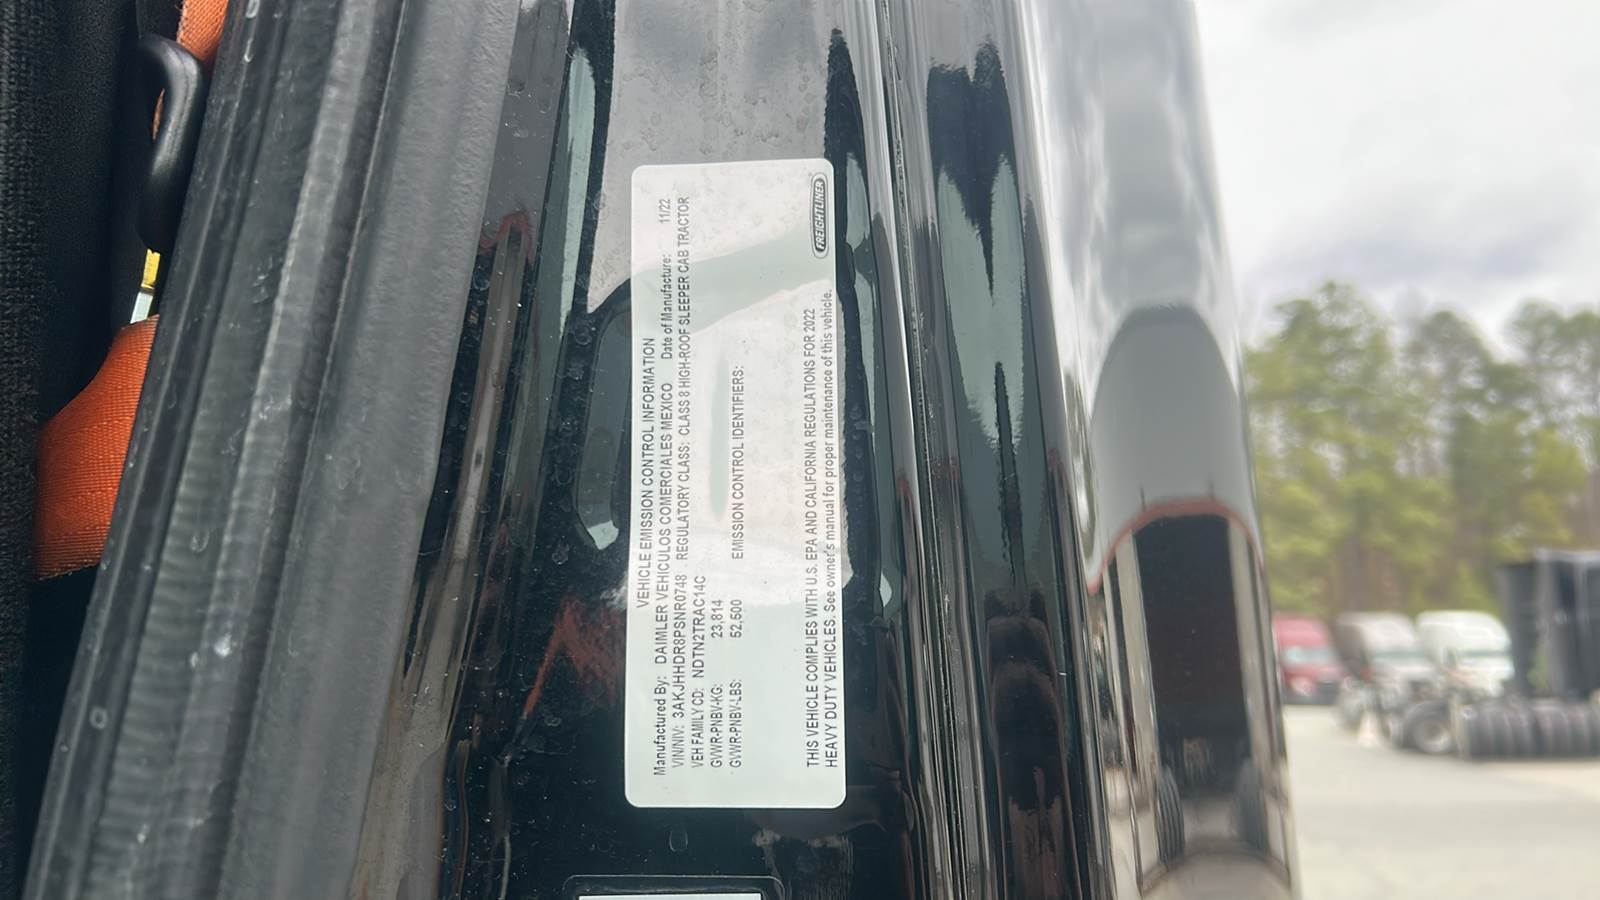 VEHICLE EMISSION CONTROL INFORMATION
Manufactured By: DAIMLER VEHICULOS COMERCIALES MEXICO Date of Manufacture: 11/22
VIN/NIV: 3AKJHHDR8PSNR0748 REGULATORY CLASS: CLASS 8 HIGH-ROOF SLEEPER CAB TRACTOR
VEH FAMILY CD: NDTN2TRAC14C
GVWR-PNBV-KG: 23,814
GVWR-PNBV-LBS: 52,500 EMISSION CONTROL IDENTIFIERS:
THIS VEHICLE COMPLIES WITH U.S. EPA AND CALIFORNIA REGULATIONS FOR 2022
HEAVY DUTY VEHICLES. See owner's manual for proper maintenance of this vehicle.
FREIGHTLINER